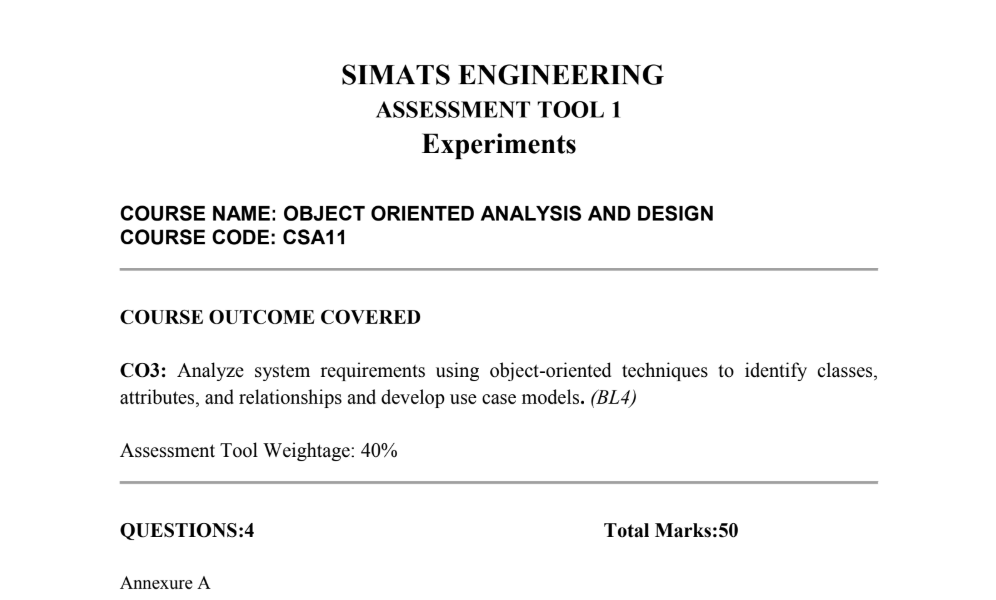 SIMATS ENGINEERING
ASSESSMENT TOOL 1
Experiments
COURSE NAME: OBJECT ORIENTED ANALYSIS AND DESIGN
COURSE CODE: CSA11
COURSE OUTCOME COVERED
CO3: Analyze system requirements using object-oriented techniques to identify classes,
attributes, and relationships and develop use case models. (BL4)
Assessment Tool Weightage: 40%
QUESTIONS:4 Total Marks:50
Annexure A